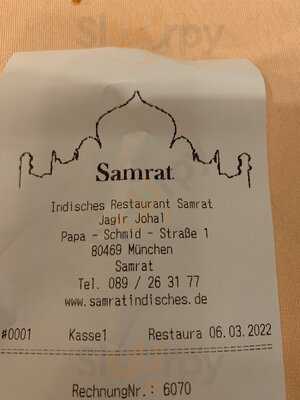 Samrat
Indisches Restaurant Samrat
Jagir Johal
Papa - Schmid - Straße 1
80469 München
Samrat
Tel. 089 / 26 31 77
www.samratindisches.de
#0001 Kasse1 Restaura 06.03.2022
RechnungNr.: 6070